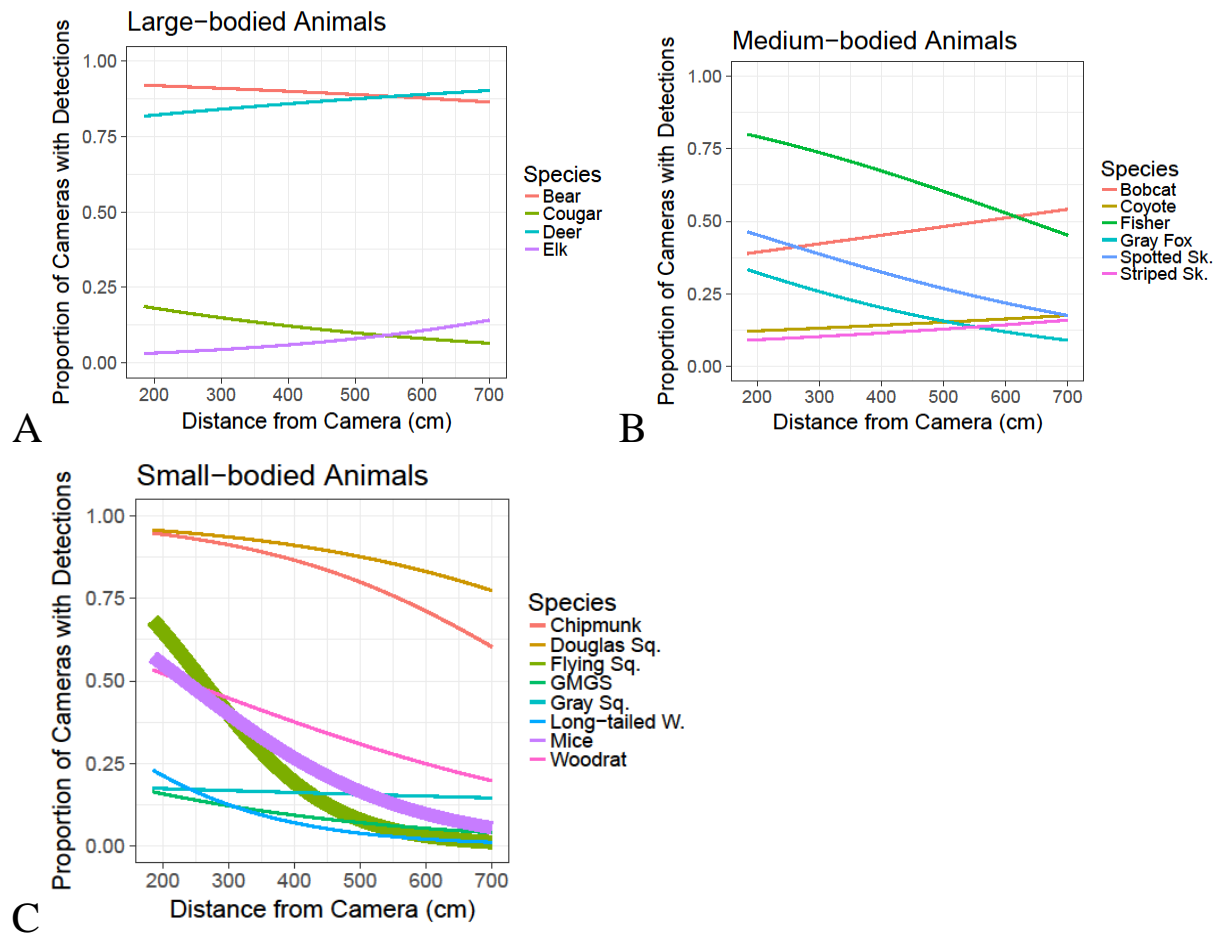 Large−bodied Animals
Proportion of Cameras with Detections
1.00
0.75
0.50
0.25
0.00
200 300 400 500 600 700
Distance from Camera (cm)
Species
Bear
Cougar
Deer
Elk
A
Medium−bodied Animals
Proportion of Cameras with Detections
1.00
0.75
0.50
0.25
0.00
200 300 400 500 600 700
Distance from Camera (cm)
Species
Bobcat
Coyote
Fisher
Gray Fox
Spotted Sk.
Striped Sk.
B
Small−bodied Animals
Proportion of Cameras with Detections
1.00
0.75
0.50
0.25
0.00
200 300 400 500 600 700
Distance from Camera (cm)
Species
Chipmunk
Douglas Sq.
Flying Sq.
GMGS
Gray Sq.
Long−tailed W.
Mice
Woodrat
C